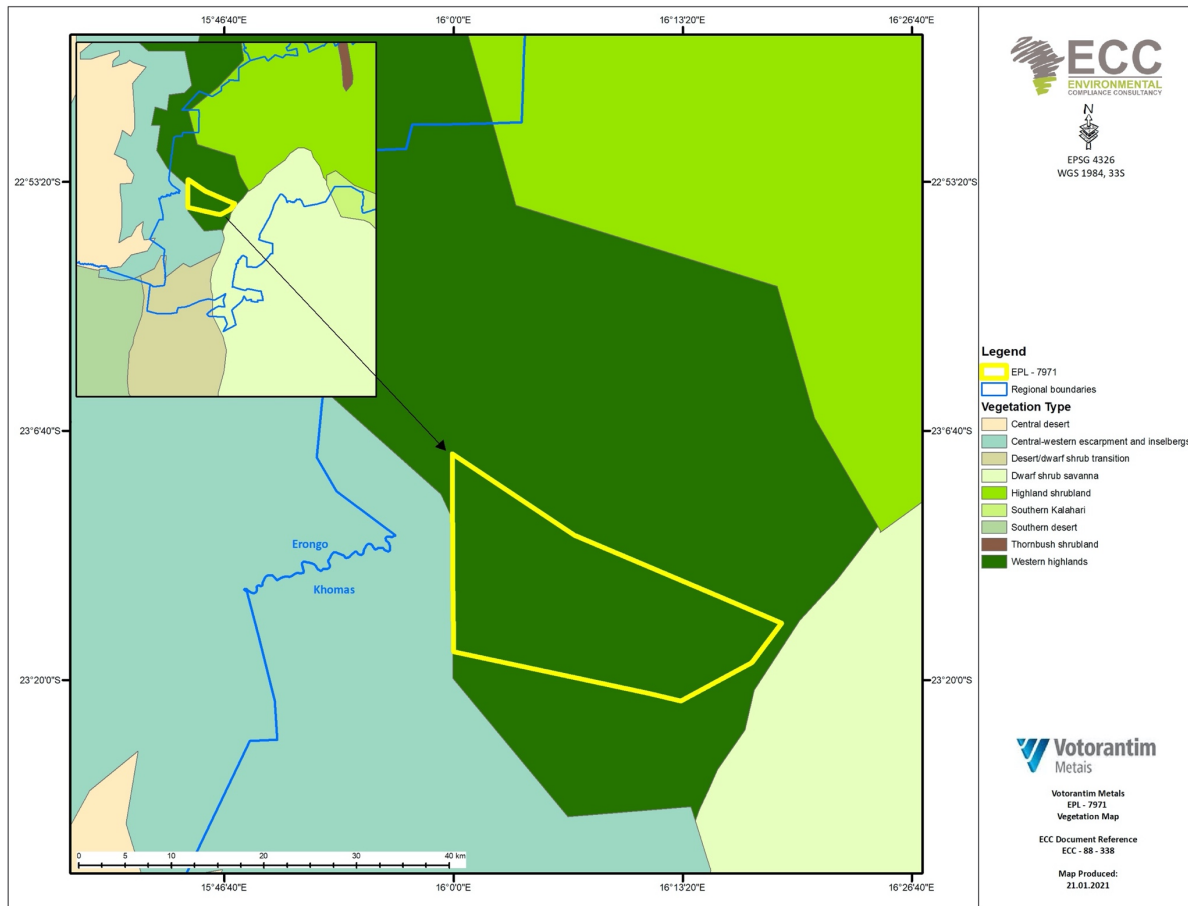 15°46'40"E
16°0'0"E
16°13'20"E
16°26'40"E
22°53'20"S
22°53'20"S
23°6'40"S
23°6'40"S
23°20'0"S
23°20'0"S
Erongo
Khomas
0 5 10 20 30 40 km
15°46'40"E
16°0'0"E
16°13'20"E
16°26'40"E
ECC
ENVIRONMENTAL
COMPLIANCE CONSULTANCY
N
EPSG 4326
WGS 1984, 33S
Legend
EPL - 7971
Regional boundaries
Vegetation Type
Central desert
Central-western escarpment and inselbergs
Desert/dwarf shrub transition
Dwarf shrub savanna
Highland shrubland
Southern Kalahari
Southern desert
Thornbush shrubland
Western highlands
Votorantim
Metais
Votorantim Metals
EPL - 7971
Vegetation Map
ECC Document Reference
ECC - 88 - 338
Map Produced:
21.01.2021